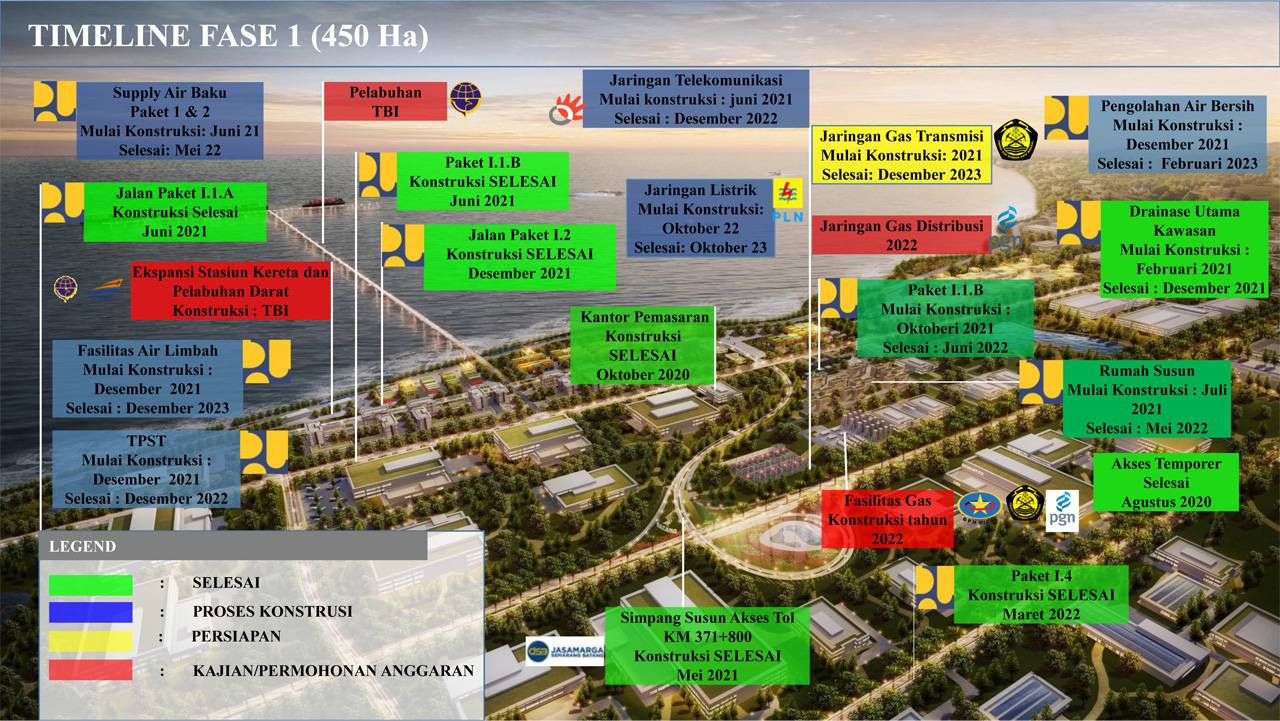 TIMELINE FASE 1 (450 Ha)
Supply Air Baku
Paket 1 & 2
Mulai Konstruksi: Juni 21
Selesai: Mei 22
Pelabuhan
TBI
Jaringan Telekomunikasi
Mulai konstruksi : juni 2021
Selesai : Desember 2022
Jaringan Gas Transmisi
Mulai Konstruksi: 2021
Selesai: Desember 2023
Pengolahan Air Bersih
Mulai Konstruksi :
Desember 2021
Selesai : Februari 2023
Jalan Paket I.1.A
Konstruksi Selesai
Juni 2021
Paket I.1.B
Konstruksi SELESAI
Juni 2021
Jaringan Listrik
Mulai Konstruksi:
Oktober 22
Selesai: Oktober 23
PLN
Jaringan Gas Distribusi
2022
pgn
Drainase Utama
Kawasan
Mulai Konstruksi :
Februari 2021
Selesai : Desember 2021
Jalan Paket I.2
Konstruksi SELESAI
Desember 2021
Ekspansi Stasiun Kereta dan
Pelabuhan Darat
Konstruksi : TBI
Kantor Pemasaran
Konstruksi
SELESAI
Oktober 2020
Paket I.1.B
Mulai Konstruksi :
Oktoberi 2021
Selesai : Juni 2022
Fasilitas Air Limbah
Mulai Konstruksi :
Desember 2021
Selesai : Desember 2023
Rumah Susun
Mulai Konstruksi : Juli
2021
Selesai : Mei 2022
TPST
Mulai Konstruksi :
Desember 2021
Selesai : Desember 2022
Akses Temporer
Selesai
Agustus 2020
Fasilitas Gas
Konstruksi tahun
2022
BPH MIGAS
pgn
Paket I.4
Konstruksi SELESAI
Maret 2022
Simpang Susun Akses Tol
KM 371+800
Konstruksi SELESAI
Mei 2021
JASAMARGA
SEMARANG BATANG
LEGEND
: SELESAI
: PROSES KONSTRUSI
: PERSIAPAN
: KAJIAN/PERMOHONAN ANGGARAN